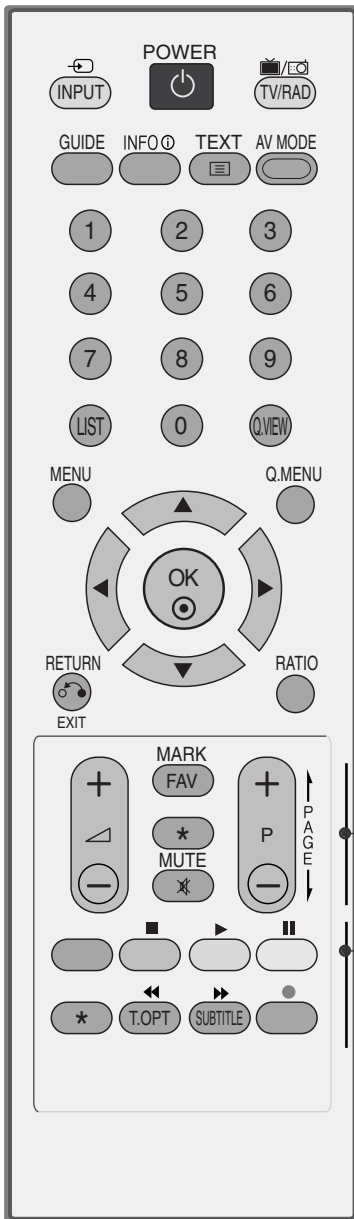 POWER
INPUT
TV/RAD
GUIDE INFO i TEXT AV MODE
1 2 3
4 5 6
7 8 9
LIST 0 Q.VIEW
MENU Q.MENU
OK
RETURN RATIO
EXIT
MARK
FAV
* P
PAGE
MUTE
* T.OPT SUBTITLE